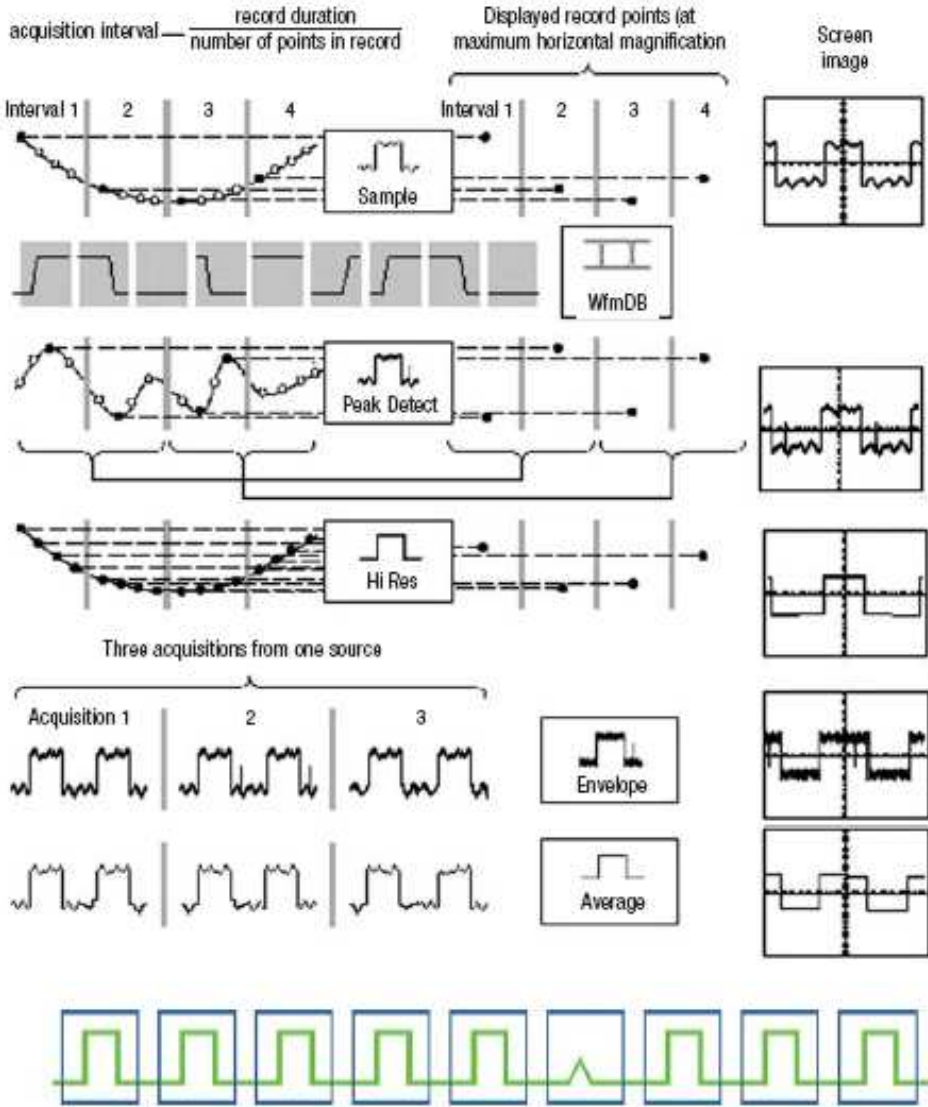 acquisition interval — record duration
number of points in record
Displayed record points (at
maximum horizontal magnification
Screen
image
Interval 1 2 3 4
Interval 1 2 3 4
Sample
WfmDB
Peak Detect
Hi Res
Three acquisitions from one source
Acquisition 1 2 3
Envelope
Average